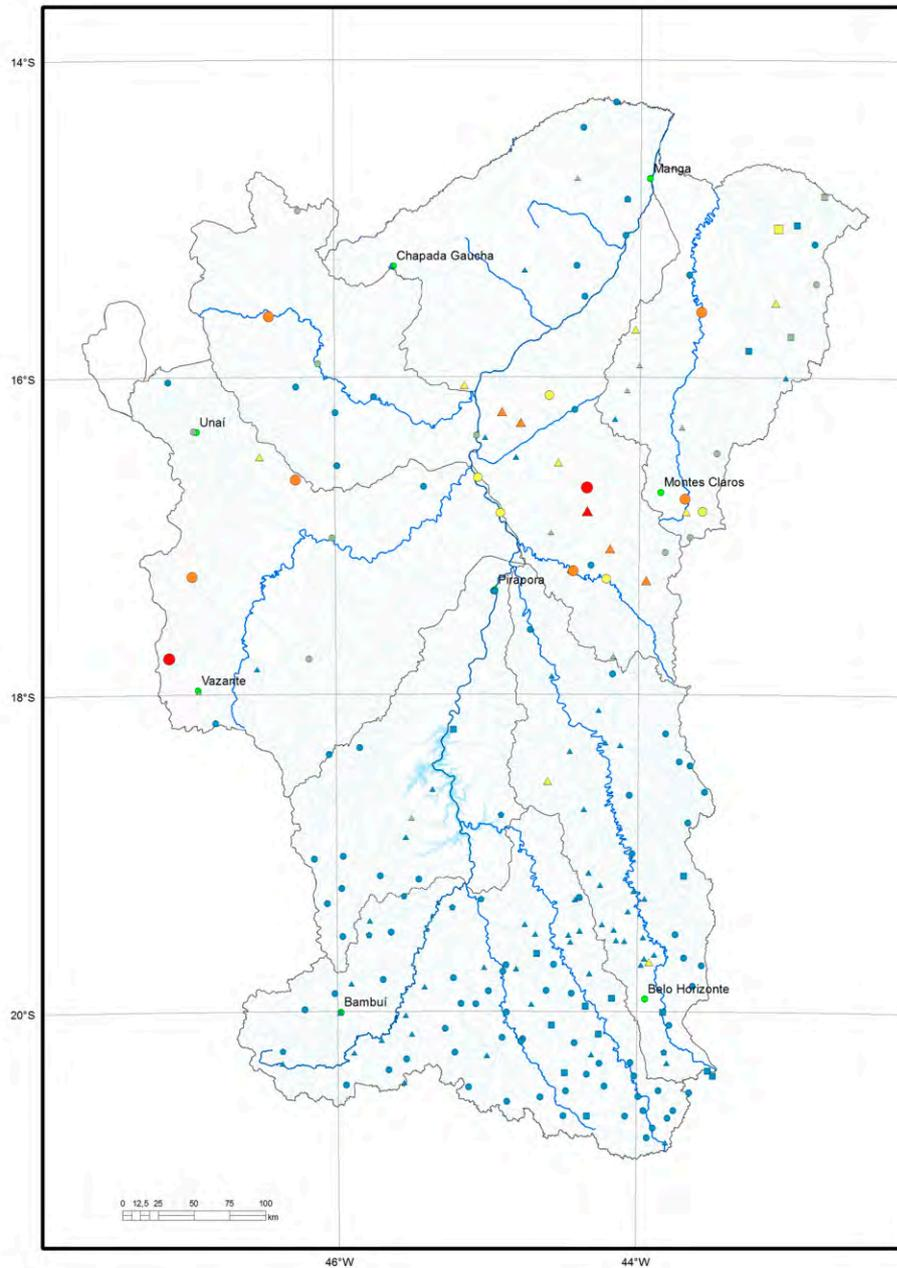 14°S
Manga
Chapada Gaucha
16°S
Unaí
Montes Claros
Pirapora
18°S
Vazante
Belo Horizonte
20°S
Bambuí
0 12,5 25 50 75 100
km
46°W 44°W